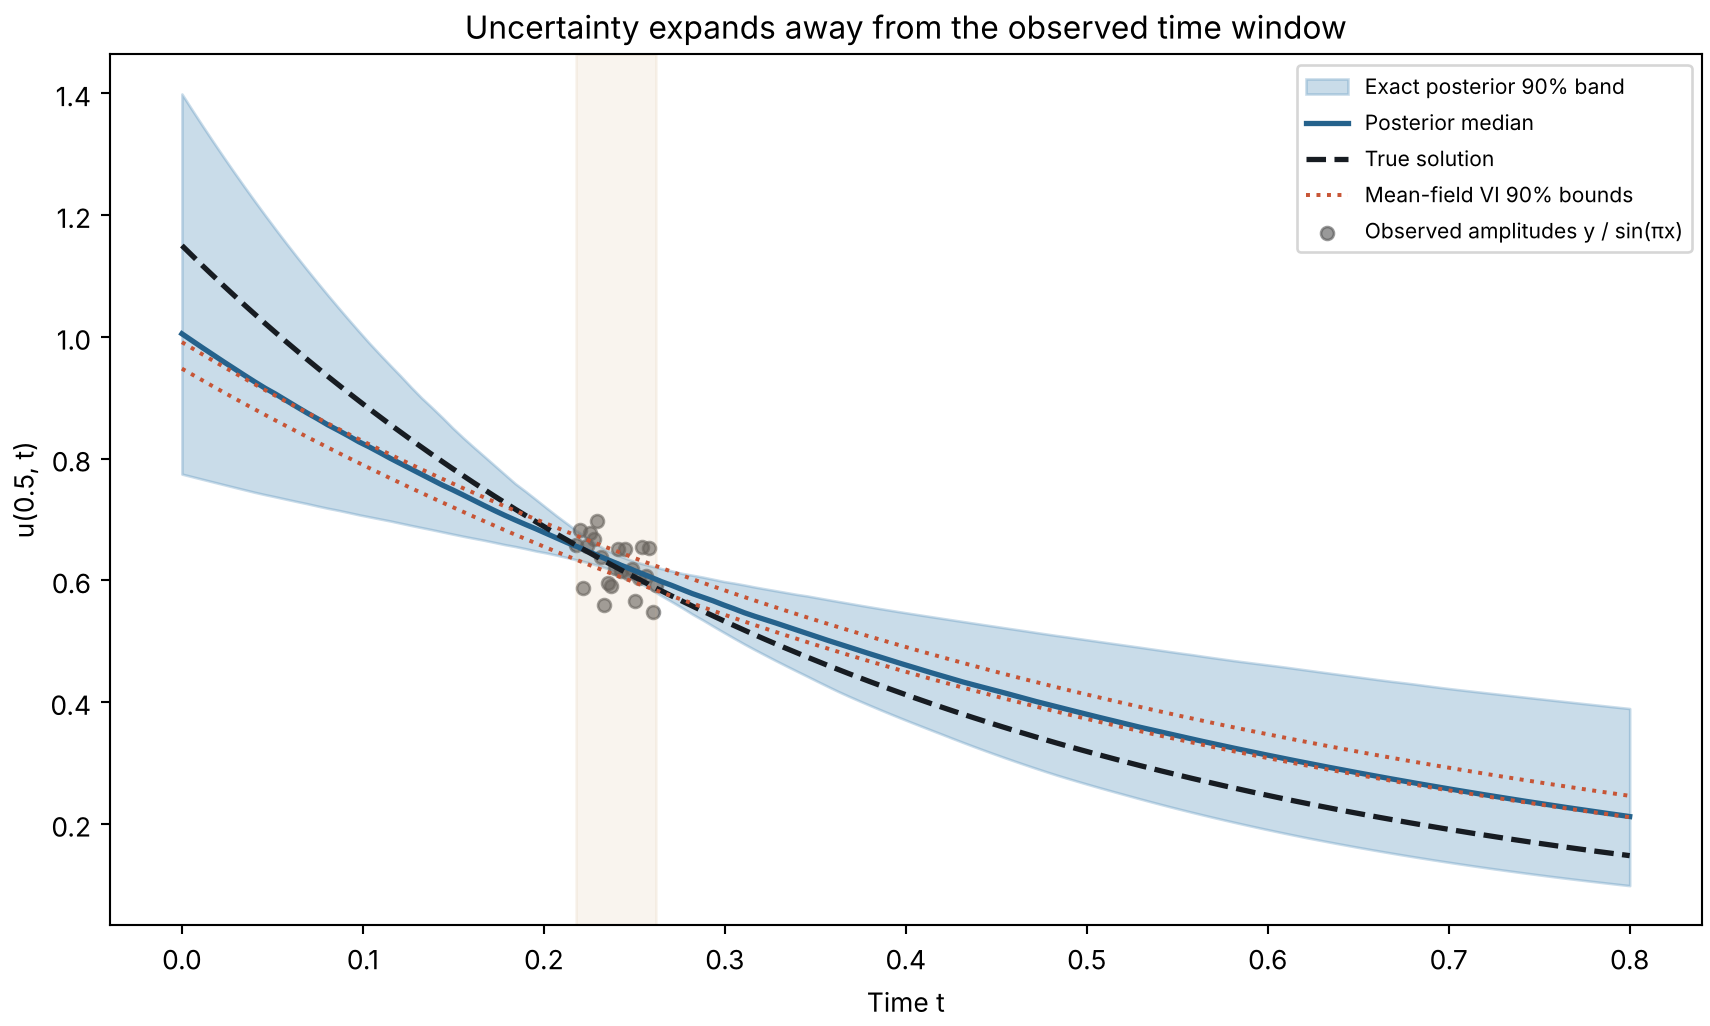 Uncertainty expands away from the observed time window
Exact posterior 90% band
Posterior median
True solution
Mean-field VI 90% bounds
Observed amplitudes y / sin(πx)
u(0.5, t)
1.4
1.2
1.0
0.8
0.6
0.4
0.2
0.0 0.1 0.2 0.3 0.4 0.5 0.6 0.7 0.8
Time t